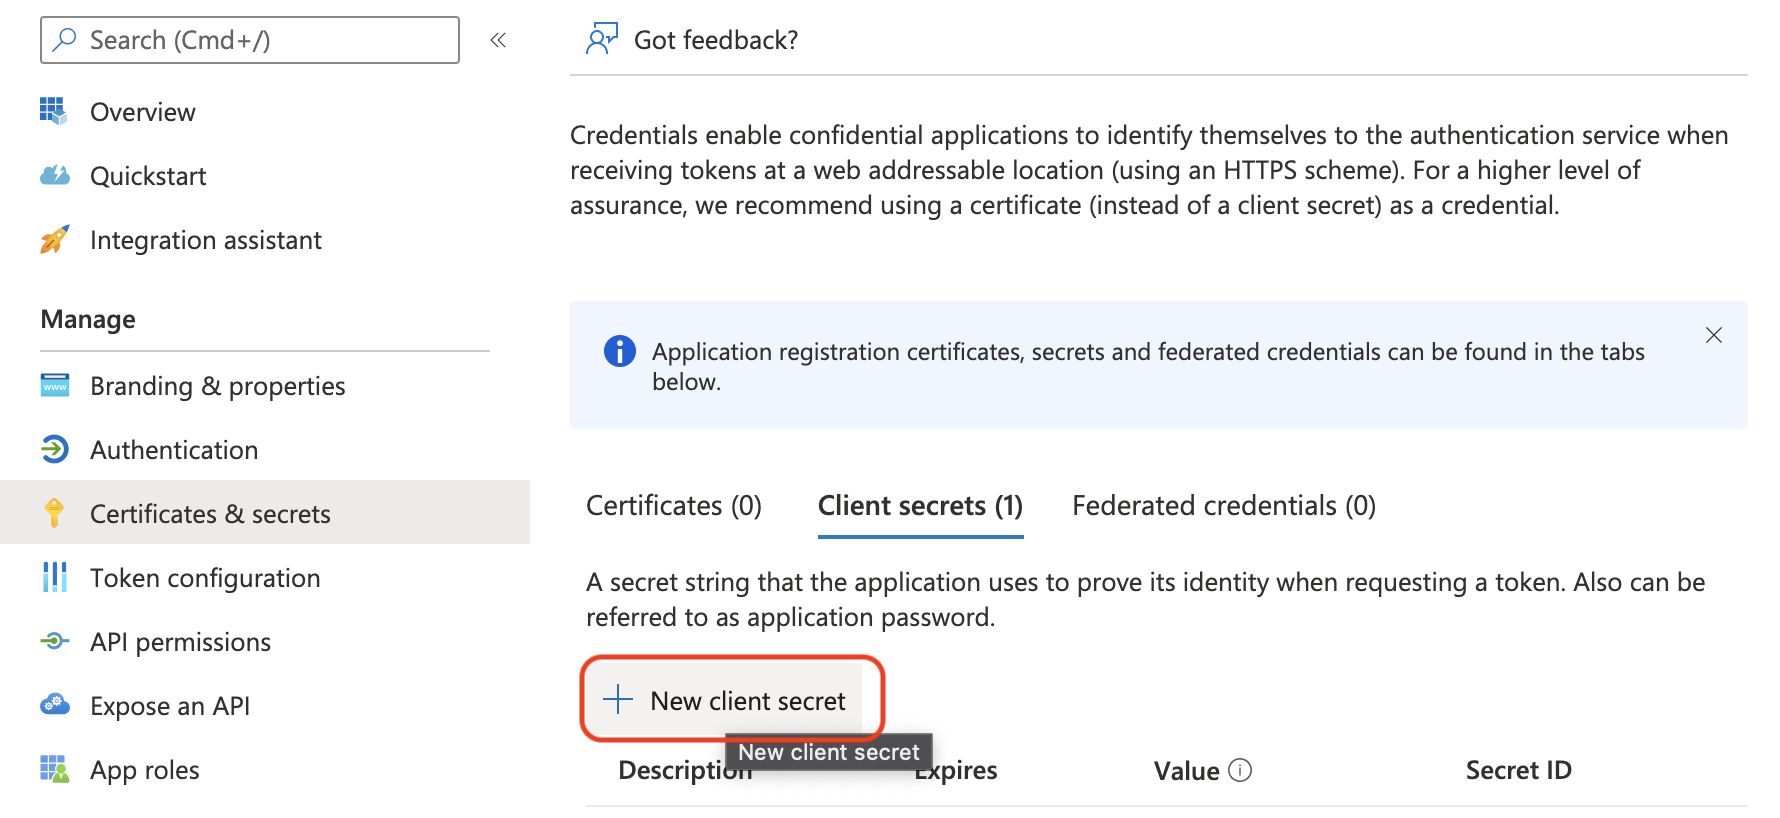 Search (Cmd+/)
Overview
Quickstart
Integration assistant
Manage
Branding & properties
Authentication
Certificates & secrets
Token configuration
API permissions
Expose an API
App roles
Got feedback?
Credentials enable confidential applications to identify themselves to the authentication service when
receiving tokens at a web addressable location (using an HTTPS scheme). For a higher level of
assurance, we recommend using a certificate (instead of a client secret) as a credential.
Application registration certificates, secrets and federated credentials can be found in the tabs
below.
Certificates (0) Client secrets (1) Federated credentials (0)
A secret string that the application uses to prove its identity when requesting a token. Also can be
referred to as application password.
New client secret
New client secret
Description Expires Value Secret ID